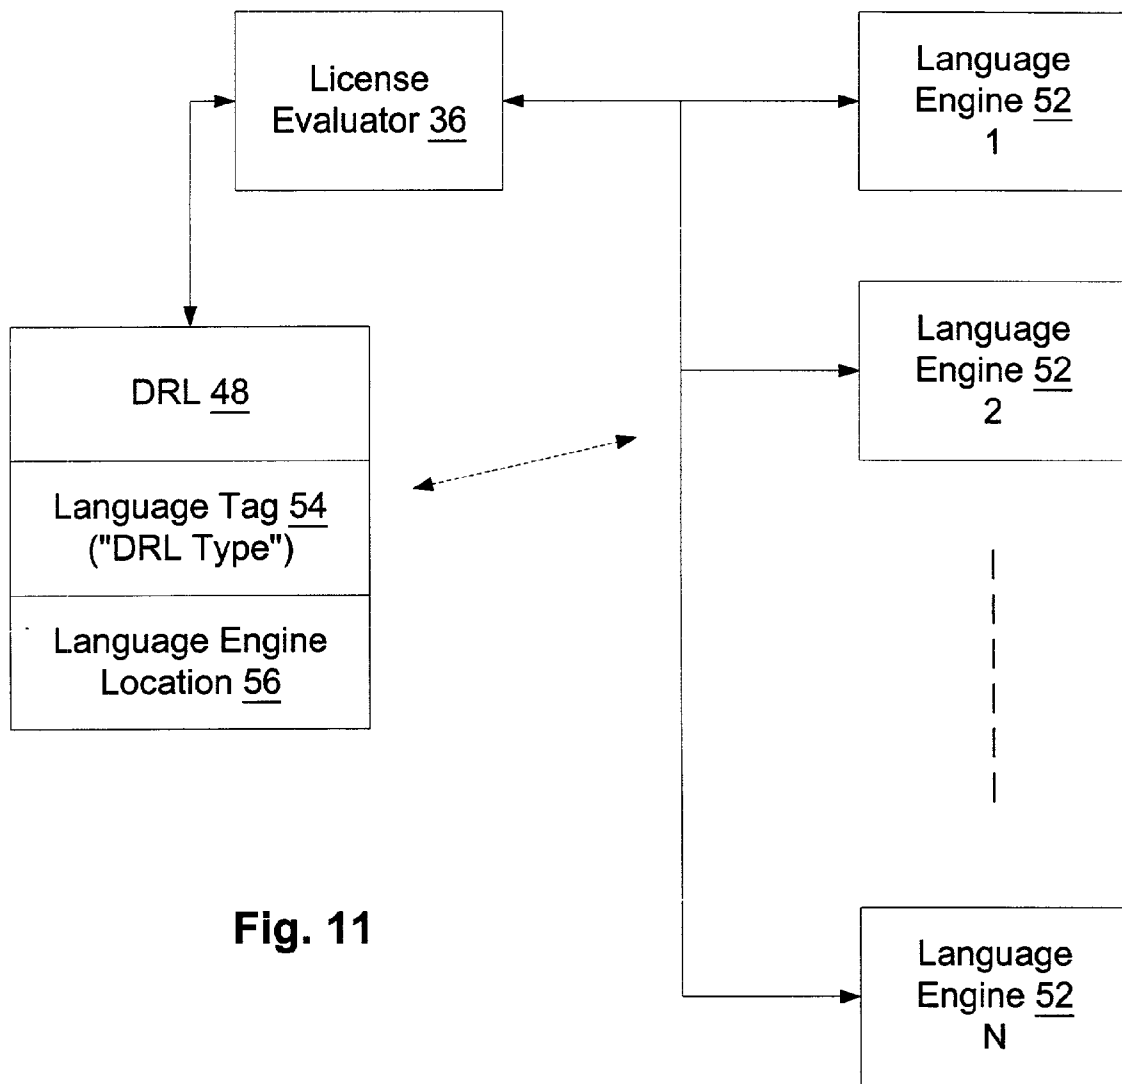 License
Evaluator 36
Language
Engine 52
1
Language
Engine 52
2
DRL 48
Language Tag 54
("DRL Type")
Language Engine
Location 56
Fig. 11
Language
Engine 52
N